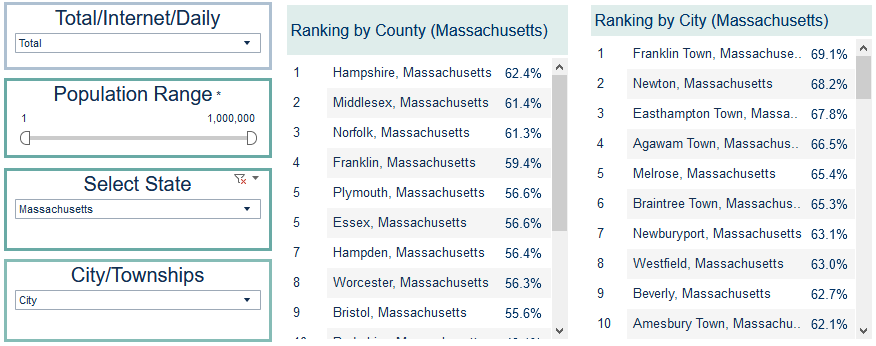 Total/Internet/Daily
Total
Population Range *
1 1,000,000
Select State
Massachusetts
City/Townships
City
Ranking by County (Massachusetts)
1 Hampshire, Massachusetts 62.4%
2 Middlesex, Massachusetts 61.4%
3 Norfolk, Massachusetts 61.3%
4 Franklin, Massachusetts 59.4%
5 Plymouth, Massachusetts 56.6%
5 Essex, Massachusetts 56.6%
7 Hampden, Massachusetts 56.4%
8 Worcester, Massachusetts 56.3%
9 Bristol, Massachusetts 55.6%
Ranking by City (Massachusetts)
1 Franklin Town, Massachuse.. 69.1%
2 Newton, Massachusetts 68.2%
3 Easthampton Town, Massa.. 67.8%
4 Agawam Town, Massachus.. 66.5%
5 Melrose, Massachusetts 65.4%
6 Braintree Town, Massachus.. 65.3%
7 Newburyport, Massachusetts 63.1%
8 Westfield, Massachusetts 63.0%
9 Beverly, Massachusetts 62.7%
10 Amesbury Town, Massachu.. 62.1%